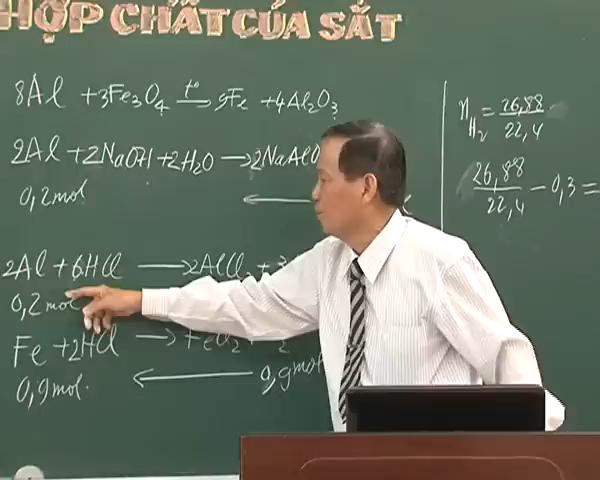 HỢP CHẤT CỦA SẮT
8Al + 3Fe3O4 t° → 9Fe + 4Al2O3
2Al + 2NaOH + 2H2O → 2NaAlO
0,2 mol ←
2Al + 6HCl → 2AlCl3 + 3
0,2 mol
Fe + 2HCl → FeCl2
0,9 mol ← 0,9 mol
nH2 = 26,88 / 22,4
26,88 / 22,4 - 0,3 =